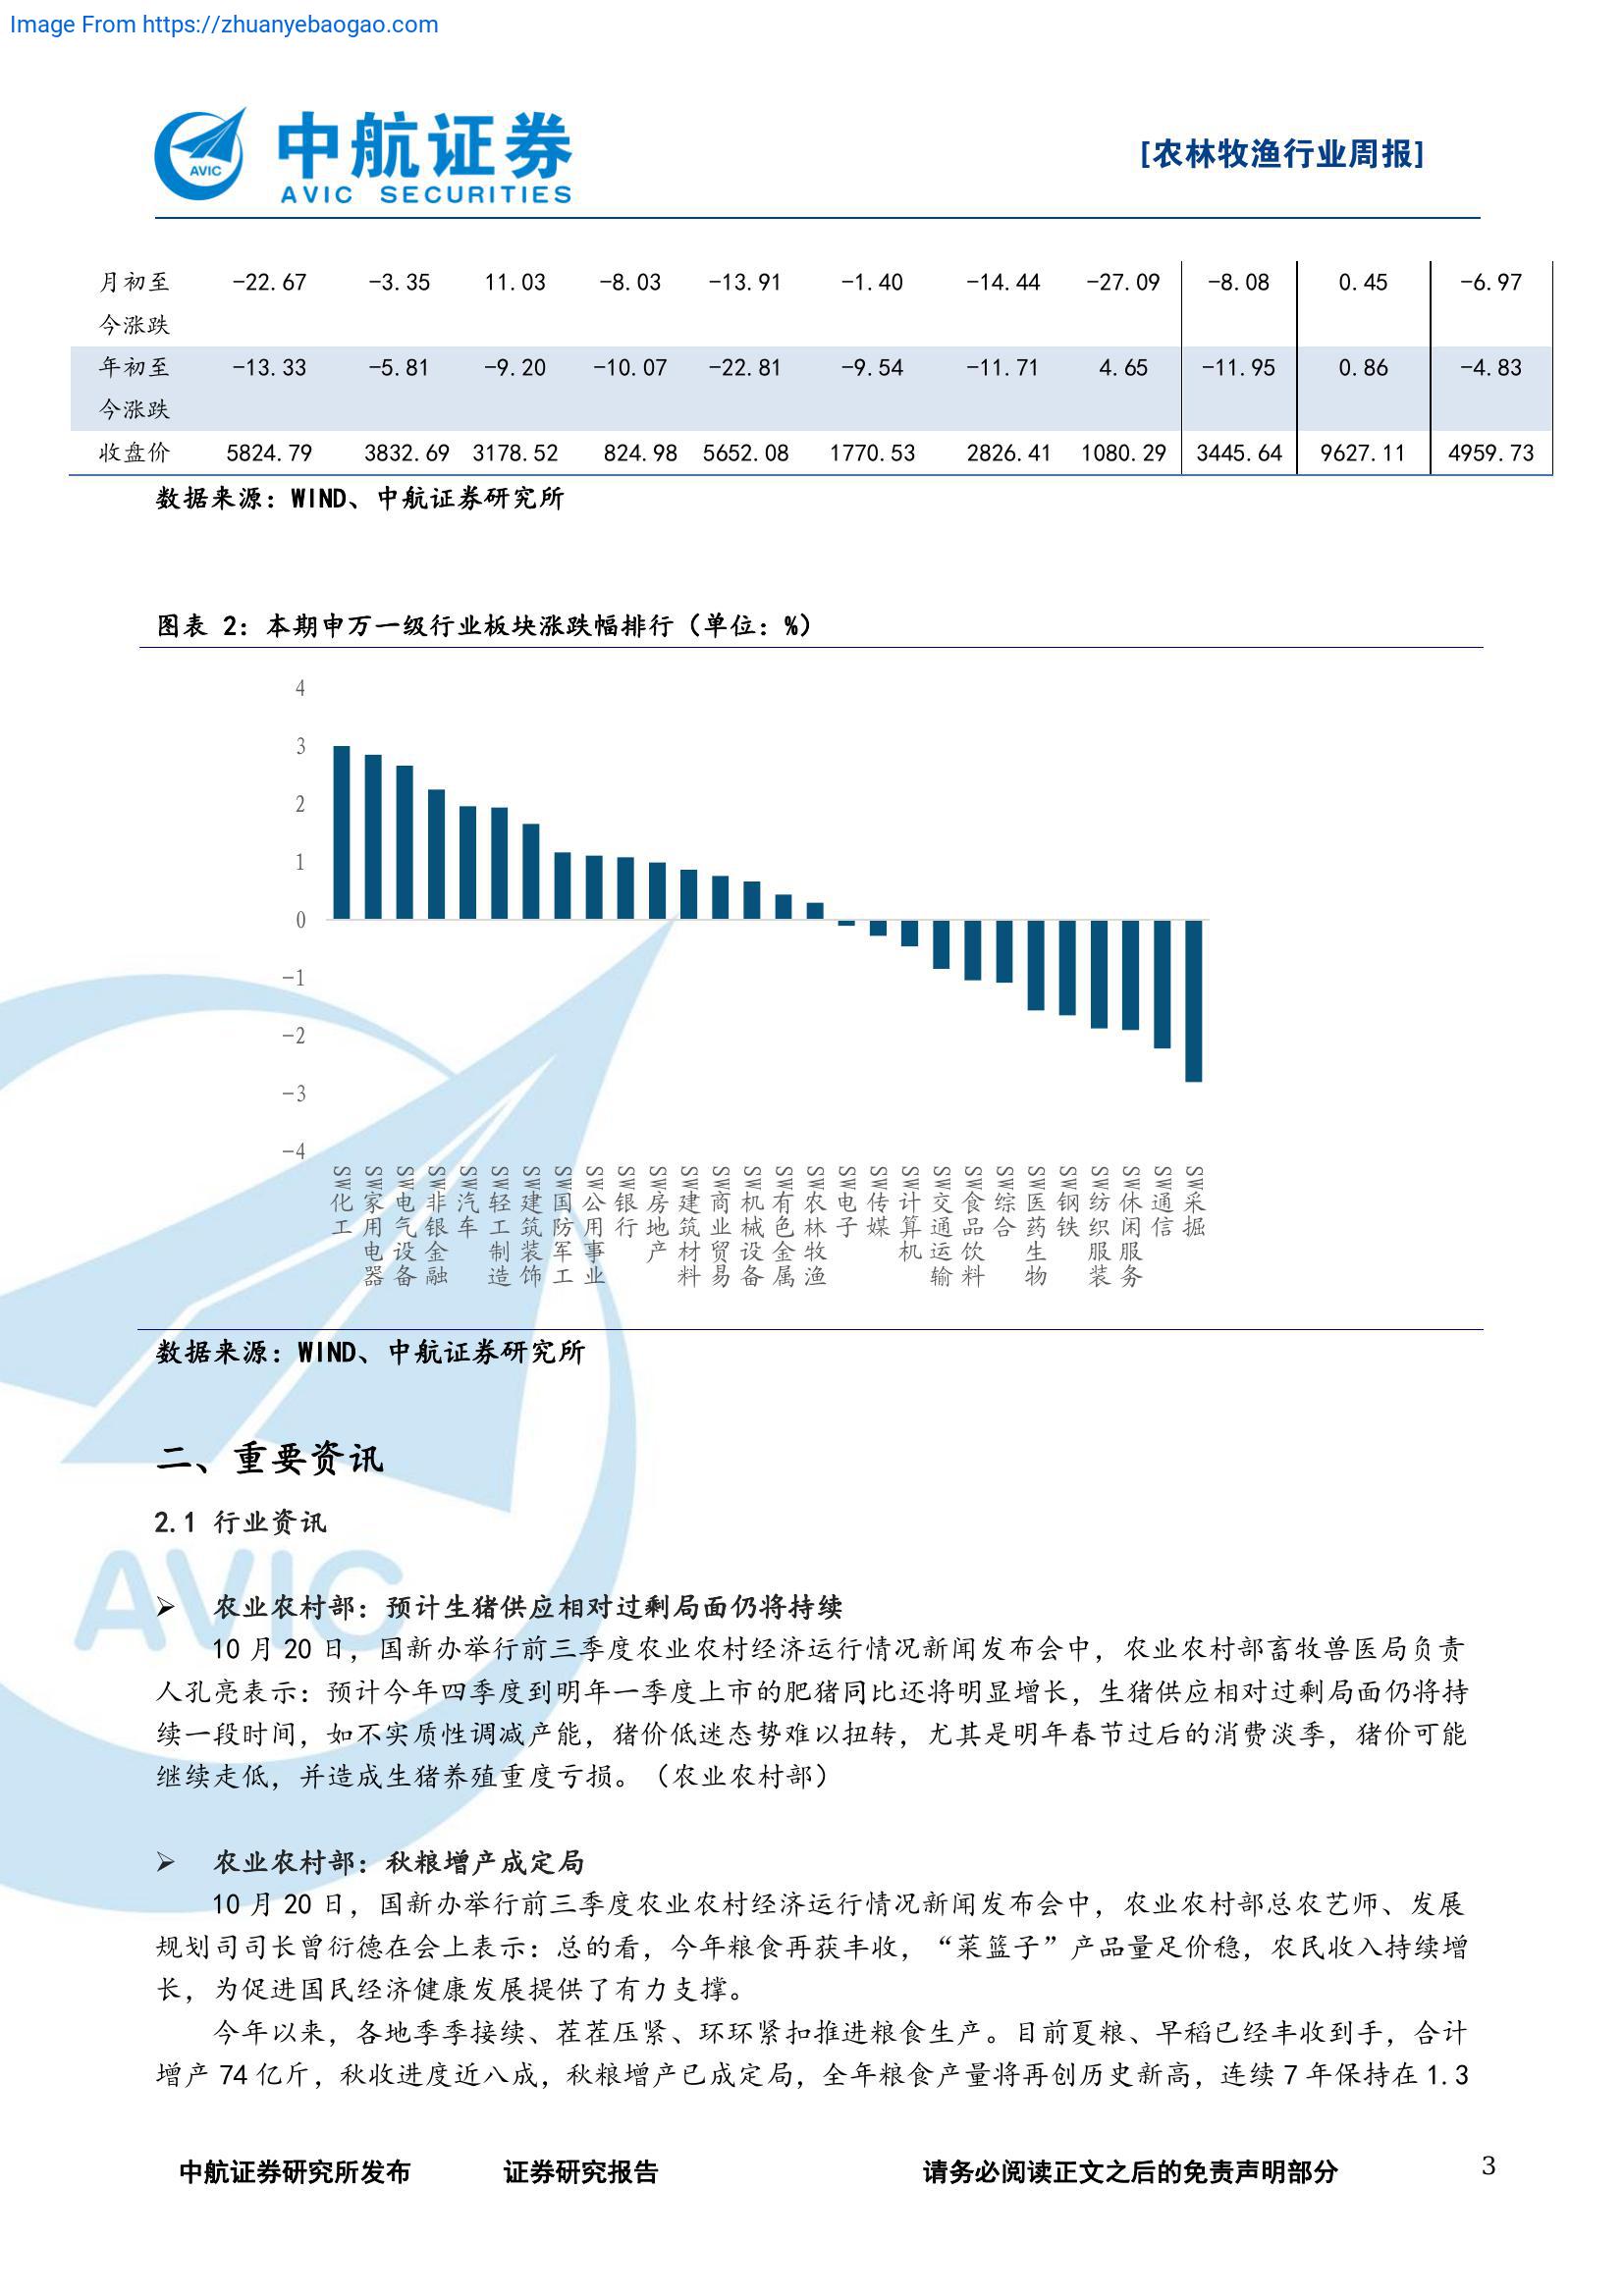 Image From https://zhuanyebaogao.com
中航证券
AVIC SECURITIES
AVIC
[农林牧渔行业周报]
月初至今涨跌 -22.67 -3.35 11.03 -8.03 -13.91 -1.40 -14.44 -27.09 -8.08 0.45 -6.97
年初至今涨跌 -13.33 -5.81 -9.20 -10.07 -22.81 -9.54 -11.71 4.65 -11.95 0.86 -4.83
收盘价 5824.79 3832.69 3178.52 824.98 5652.08 1770.53 2826.41 1080.29 3445.64 9627.11 4959.73
数据来源：WIND、中航证券研究所
图表 2：本期申万一级行业板块涨跌幅排行（单位：%）
4
3
2
1
0
-1
-2
-3
-4
SW化工
SW家用电器
SW电气设备
SW非银金融
SW汽车
SW轻工制造
SW建筑装饰
SW国防军工
SW公用事业
SW银行
SW房地产
SW建筑材料
SW商业贸易
SW机械设备
SW有色金属
SW农林牧渔
SW电子
SW传媒
SW计算机
SW交通运输
SW食品饮料
SW综合
SW医药生物
SW钢铁
SW纺织服装
SW休闲服务
SW通信
SW采掘
数据来源：WIND、中航证券研究所
二、重要资讯
2.1 行业资讯
AVIC
➢ 农业农村部：预计生猪供应相对过剩局面仍将持续
10 月 20 日，国新办举行前三季度农业农村经济运行情况新闻发布会中，农业农村部畜牧兽医局负责
人孔亮表示：预计今年四季度到明年一季度上市的肥猪同比还将明显增长，生猪供应相对过剩局面仍将持
续一段时间，如不实质性调减产能，猪价低迷态势难以扭转，尤其是明年春节过后的消费淡季，猪价可能
继续走低，并造成生猪养殖重度亏损。（农业农村部）
➢ 农业农村部：秋粮增产成定局
10 月 20 日，国新办举行前三季度农业农村经济运行情况新闻发布会中，农业农村部总农艺师、发展
规划司司长曾衍德在会上表示：总的看，今年粮食再获丰收，“菜篮子”产品量足价稳，农民收入持续增
长，为促进国民经济健康发展提供了有力支撑。
今年以来，各地季季接续、茬茬压紧、环环紧扣推进粮食生产。目前夏粮、早稻已经丰收到手，合计
增产 74 亿斤，秋收进度近八成，秋粮增产已成定局，全年粮食产量将再创历史新高，连续 7 年保持在 1.3
中航证券研究所发布 证券研究报告 请务必阅读正文之后的免责声明部分 3